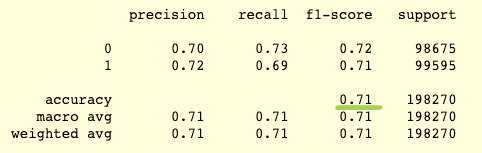 precision recall f1-score support
0 0.70 0.73 0.72 98675
1 0.72 0.69 0.71 99595
accuracy 0.71 198270
macro avg 0.71 0.71 0.71 198270
weighted avg 0.71 0.71 0.71 198270